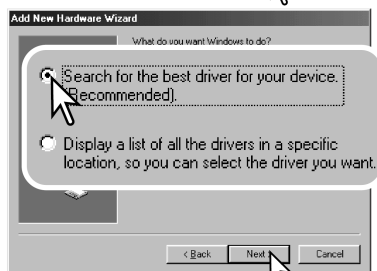 Add New Hardware Wizard
What do you want Windows to do?
Search for the best driver for your device.
(Recommended).
Display a list of all the drivers in a specific
location, so you can select the driver you want.
< Back
Next >
Cancel